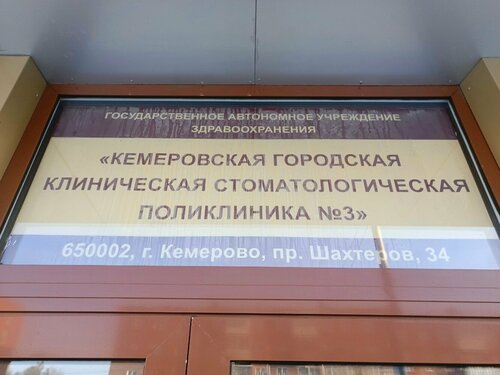 ГОСУДАРСТВЕННОЕ АВТОНОМНОЕ УЧРЕЖДЕНИЕ
ЗДРАВООХРАНЕНИЯ
«КЕМЕРОВСКАЯ ГОРОДСКАЯ
КЛИНИЧЕСКАЯ СТОМАТОЛОГИЧЕСКАЯ
ПОЛИКЛИНИКА №3»
650002, г. Кемерово, пр. Шахтеров, 34